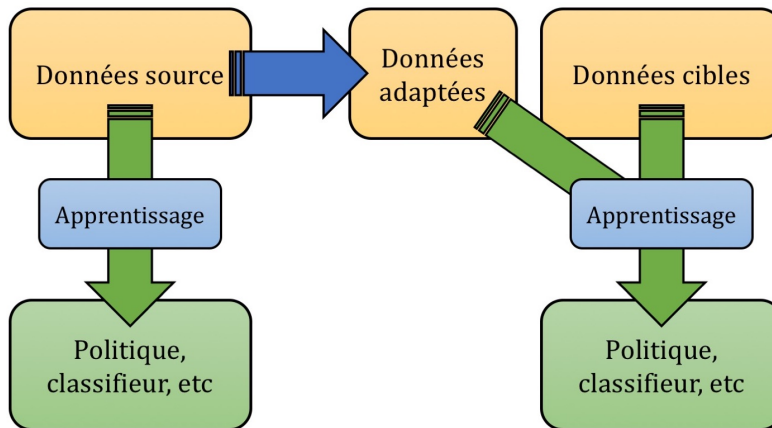 Données source
Données
adaptées
Données cibles
Apprentissage
Apprentissage
Politique,
classifieur, etc
Politique,
classifieur, etc